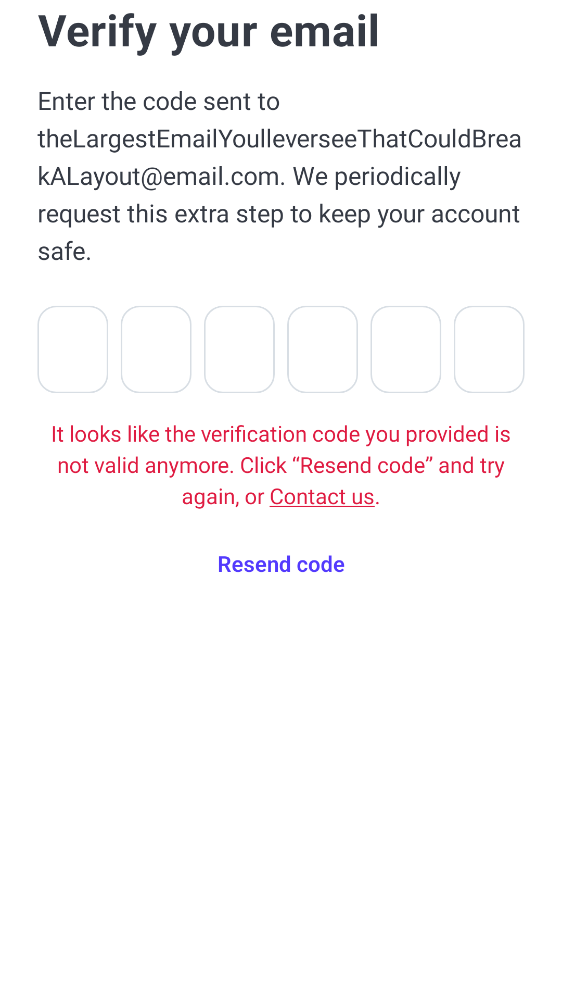 Verify your email
Enter the code sent to
theLargestEmailYoulleverseeThatCouldBrea
kALayout@email.com. We periodically
request this extra step to keep your account
safe.
It looks like the verification code you provided is
not valid anymore. Click “Resend code” and try
again, or Contact us.
Resend code